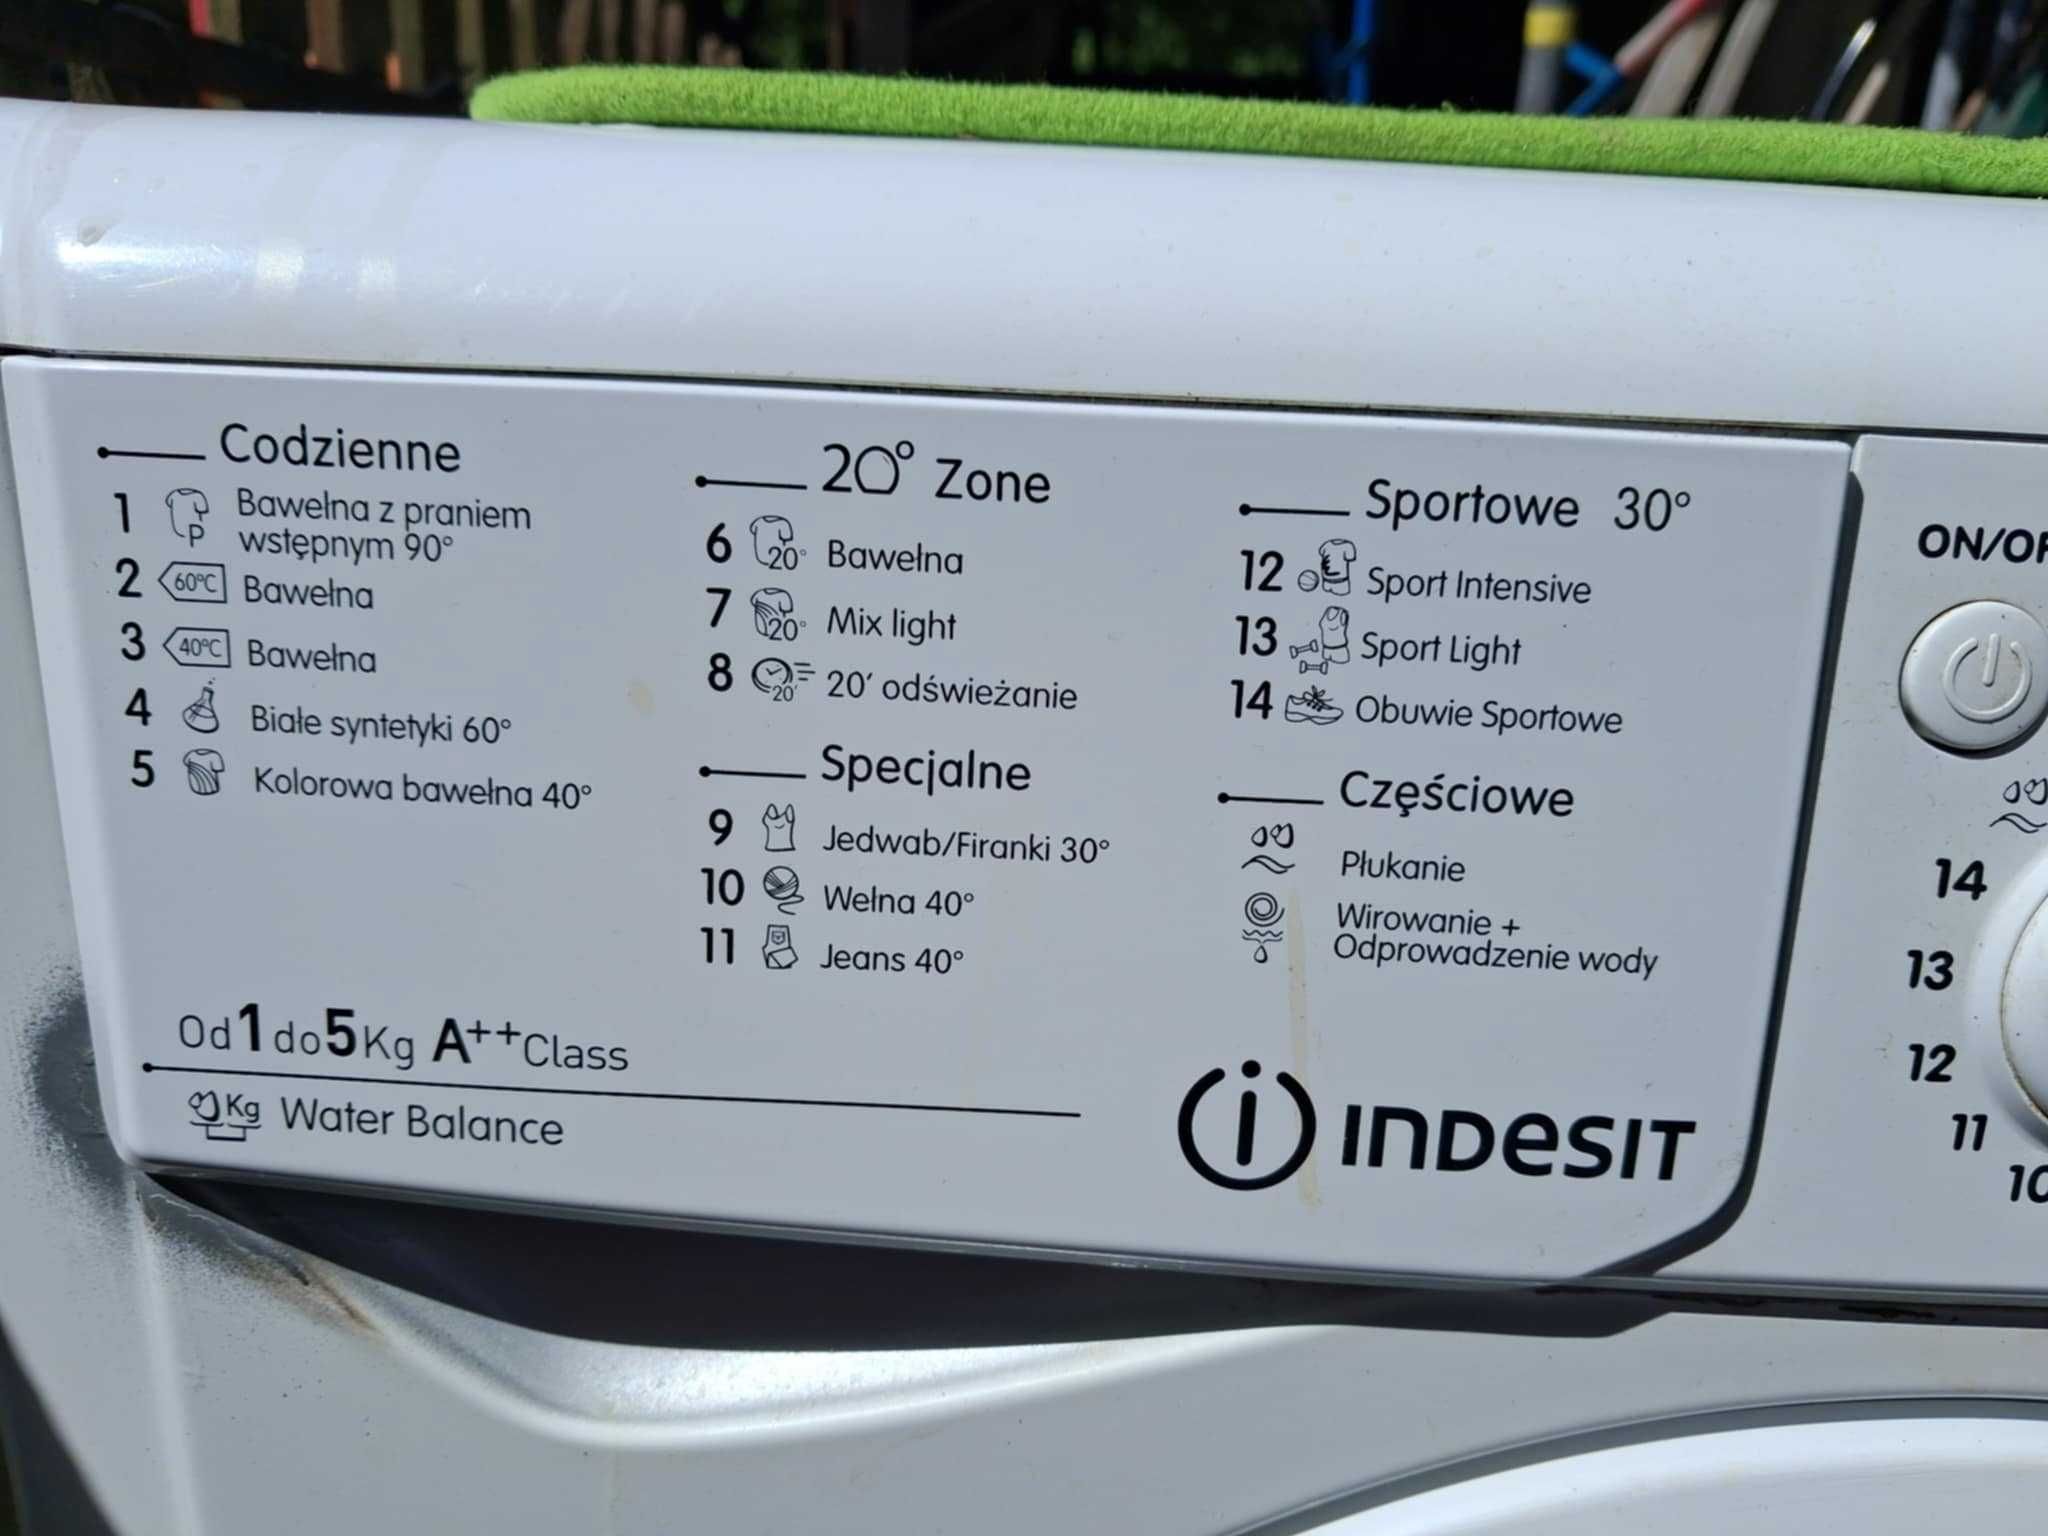 Codzienne
1 P Bawełna z praniem
wstępnym 90°
2 60°C Bawełna
3 40°C Bawełna
4 Białe syntetyki 60°
5 Kolorowa bawełna 40°
Od 1 do 5 Kg A++ Class
Kg Water Balance
20° Zone
6 20° Bawełna
7 20° Mix light
8 20' 20' odświeżanie
Specjalne
9 Jedwab/Firanki 30°
10 Wełna 40°
11 Jeans 40°
Sportowe 30°
12 Sport Intensive
13 Sport Light
14 Obuwie Sportowe
Częściowe
Płukanie
Wirowanie +
Odprowadzenie wody
INDESIT
ON/OF
14
13
12
11
10